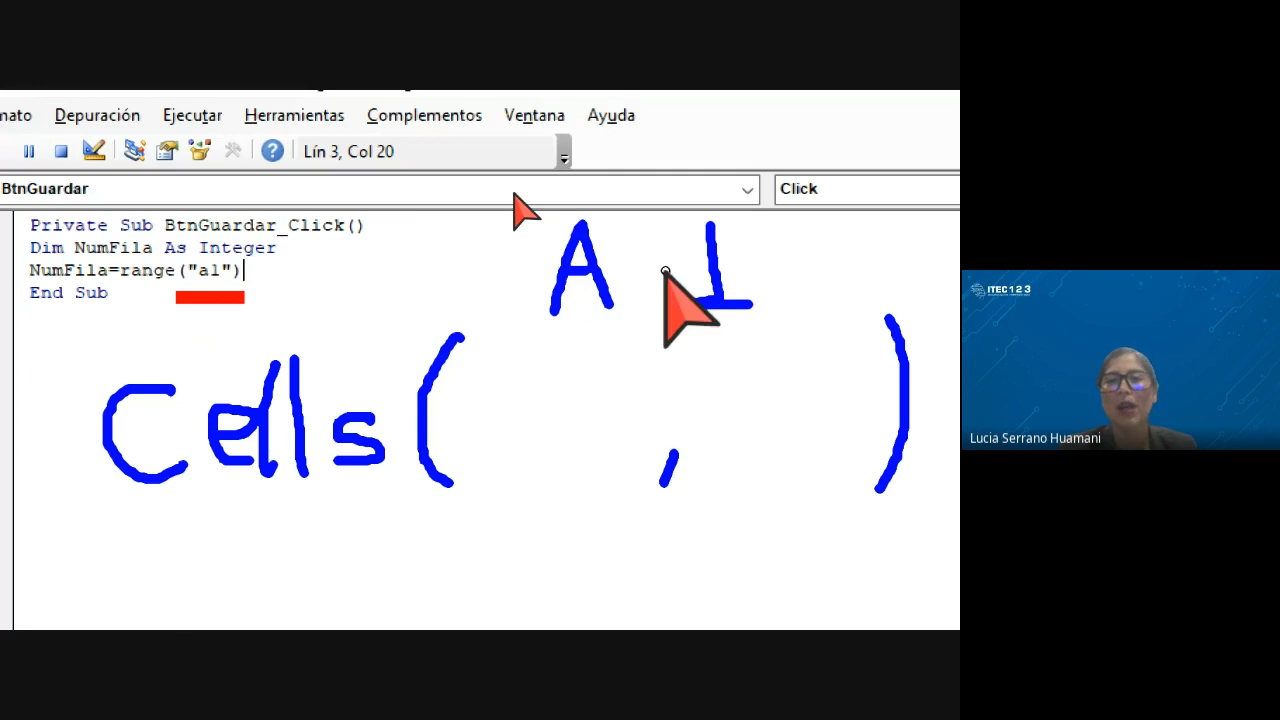 mato Depuración Ejecutar Herramientas Complementos Ventana Ayuda
Lín 3, Col 20
BtnGuardar Click
Private Sub BtnGuardar_Click()
Dim NumFila As Integer
NumFila=range("a1")
End Sub
A 1
Cells( , )
ITEC 1 2 3
Lucia Serrano Huamani